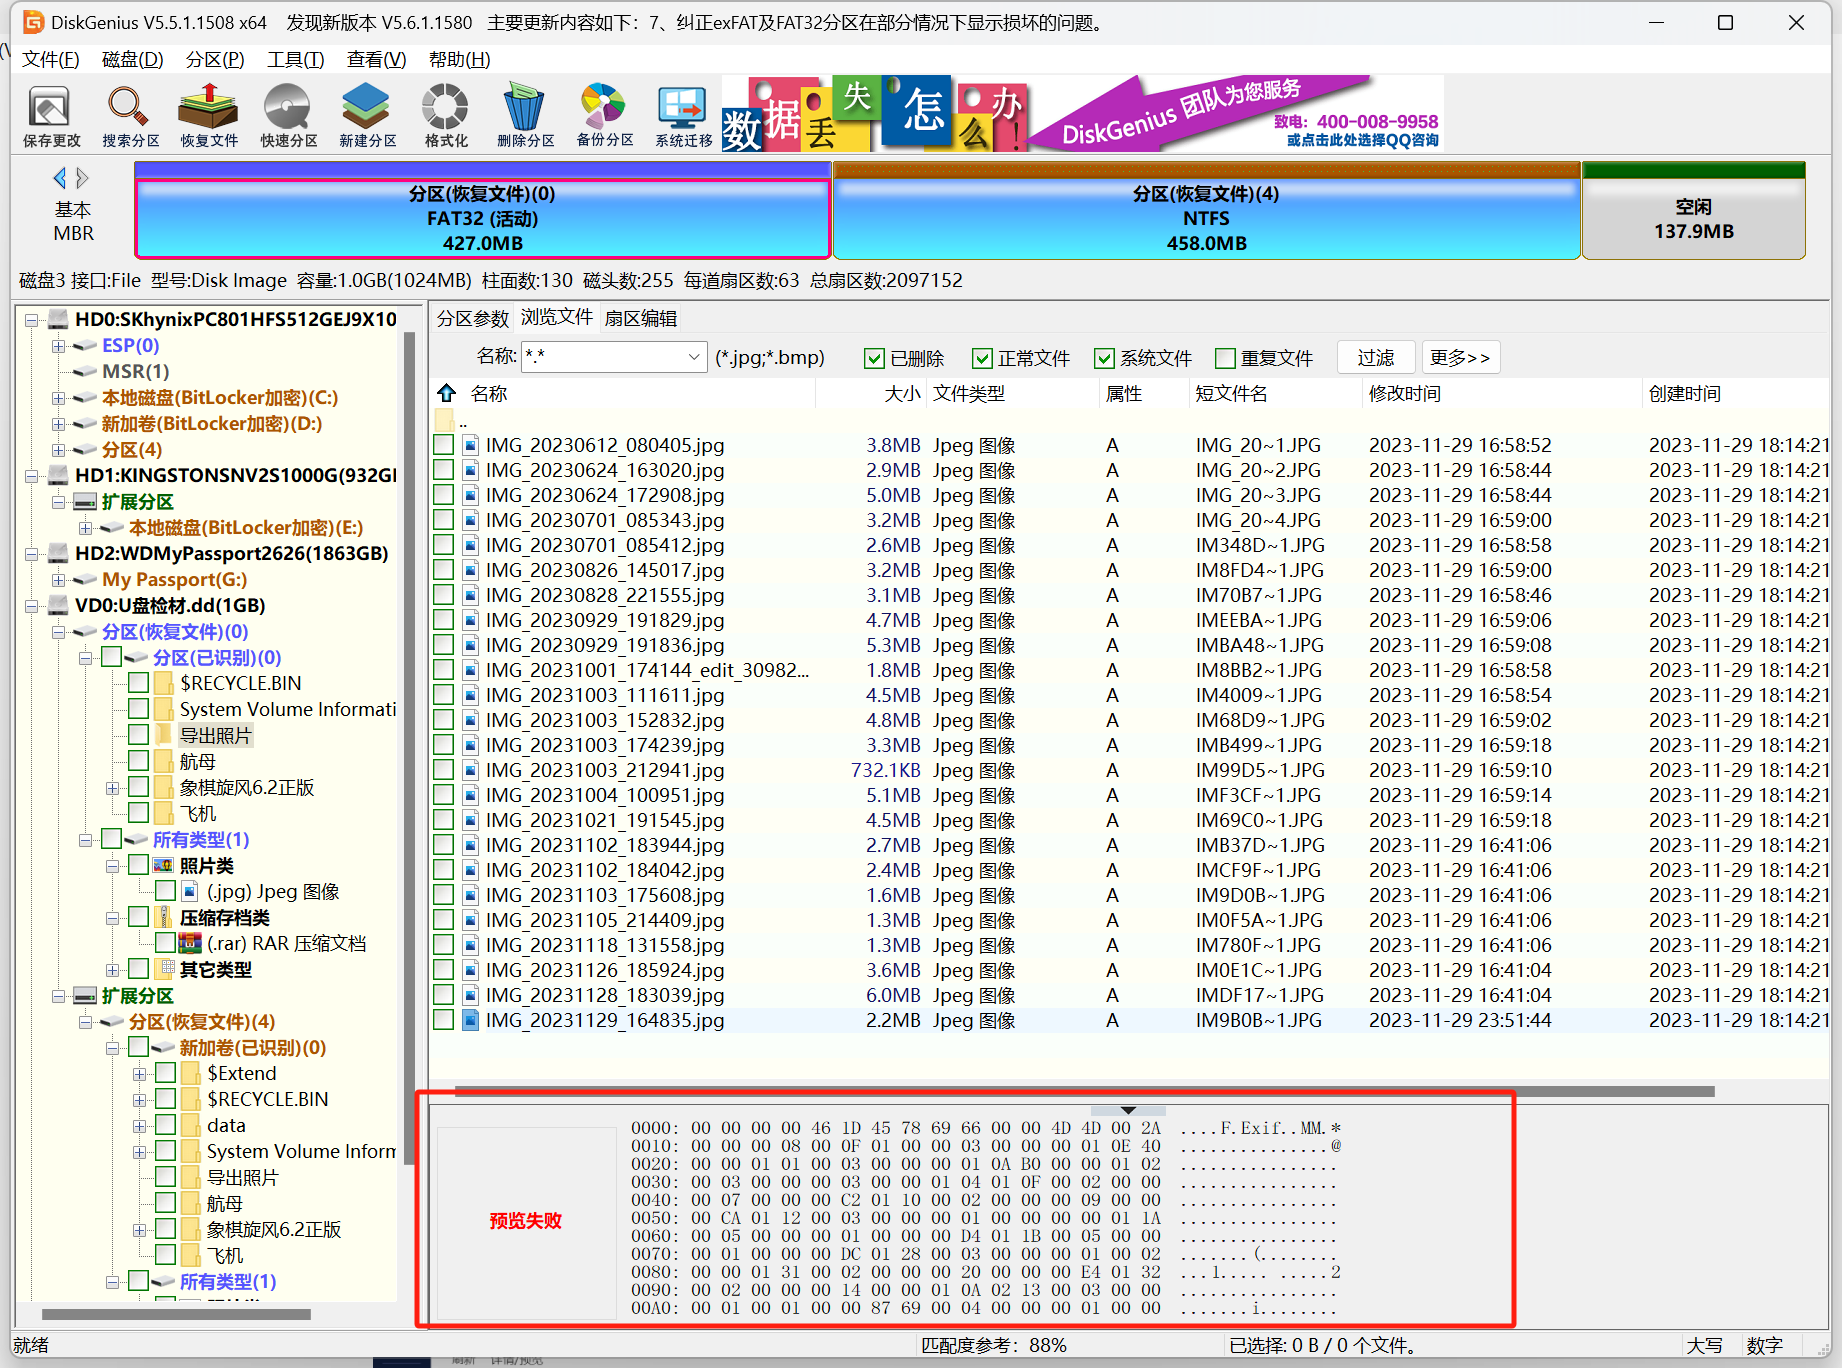 DiskGenius V5.5.1.1508 x64 发现新版本 V5.6.1.1580 主要更新内容如下：7、纠正exFAT及FAT32分区在部分情况下显示损坏的问题。
文件(F) 磁盘(D) 分区(P) 工具(T) 查看(V) 帮助(H)
保存更改 搜索分区 恢复文件 快速分区 新建分区 格式化 删除分区 备份分区 系统迁移
数据丢失怎么办!
DiskGenius 团队为您服务
致电：400-008-9958
或点击此处选择QQ咨询
基本
MBR
分区(恢复文件)(0)
FAT32 (活动)
427.0MB
分区(恢复文件)(4)
NTFS
458.0MB
空闲
137.9MB
磁盘3 接口:File 型号:Disk Image 容量:1.0GB(1024MB) 柱面数:130 磁头数:255 每道扇区数:63 总扇区数:2097152
HD0:SKhynixPC801HFS512GEJ9X10
ESP(0)
MSR(1)
本地磁盘(BitLocker加密)(C:)
新加卷(BitLocker加密)(D:)
分区(4)
HD1:KINGSTONSNV2S1000G(932G
扩展分区
本地磁盘(BitLocker加密)(E:)
HD2:WDMyPassport2626(1863GB)
My Passport(G:)
VD0:U盘检材.dd(1GB)
分区(恢复文件)(0)
分区(已识别)(0)
$RECYCLE.BIN
System Volume Informati
导出照片
航母
象棋旋风6.2正版
飞机
所有类型(1)
照片类
(.jpg) Jpeg 图像
压缩存档类
(.rar) RAR 压缩文档
其它类型
扩展分区
分区(恢复文件)(4)
新加卷(已识别)(0)
$Extend
$RECYCLE.BIN
data
System Volume Inforn
导出照片
航母
象棋旋风6.2正版
飞机
所有类型(1)
分区参数 浏览文件 扇区编辑
名称: *.* (*.jpg;*.bmp) 已删除 正常文件 系统文件 重复文件 过滤 更多>>
名称 大小 文件类型 属性 短文件名 修改时间 创建时间
..
IMG_20230612_080405.jpg 3.8MB Jpeg 图像 A IMG_20~1.JPG 2023-11-29 16:58:52 2023-11-29 18:14:21
IMG_20230624_163020.jpg 2.9MB Jpeg 图像 A IMG_20~2.JPG 2023-11-29 16:58:44 2023-11-29 18:14:21
IMG_20230624_172908.jpg 5.0MB Jpeg 图像 A IMG_20~3.JPG 2023-11-29 16:58:44 2023-11-29 18:14:21
IMG_20230701_085343.jpg 3.2MB Jpeg 图像 A IMG_20~4.JPG 2023-11-29 16:59:00 2023-11-29 18:14:21
IMG_20230701_085412.jpg 2.6MB Jpeg 图像 A IM348D~1.JPG 2023-11-29 16:58:58 2023-11-29 18:14:21
IMG_20230826_145017.jpg 3.2MB Jpeg 图像 A IM8FD4~1.JPG 2023-11-29 16:59:00 2023-11-29 18:14:21
IMG_20230828_221555.jpg 3.1MB Jpeg 图像 A IM70B7~1.JPG 2023-11-29 16:58:46 2023-11-29 18:14:21
IMG_20230929_191829.jpg 4.7MB Jpeg 图像 A IMEEBA~1.JPG 2023-11-29 16:59:06 2023-11-29 18:14:21
IMG_20230929_191836.jpg 5.3MB Jpeg 图像 A IMBA48~1.JPG 2023-11-29 16:59:08 2023-11-29 18:14:21
IMG_20231001_174144_edit_30982... 1.8MB Jpeg 图像 A IM8BB2~1.JPG 2023-11-29 16:58:58 2023-11-29 18:14:21
IMG_20231003_111611.jpg 4.5MB Jpeg 图像 A IM4009~1.JPG 2023-11-29 16:58:54 2023-11-29 18:14:21
IMG_20231003_152832.jpg 4.8MB Jpeg 图像 A IM68D9~1.JPG 2023-11-29 16:59:02 2023-11-29 18:14:21
IMG_20231003_174239.jpg 3.3MB Jpeg 图像 A IMB499~1.JPG 2023-11-29 16:59:18 2023-11-29 18:14:21
IMG_20231003_212941.jpg 732.1KB Jpeg 图像 A IM99D5~1.JPG 2023-11-29 16:59:10 2023-11-29 18:14:21
IMG_20231004_100951.jpg 5.1MB Jpeg 图像 A IMF3CF~1.JPG 2023-11-29 16:59:14 2023-11-29 18:14:21
IMG_20231021_191545.jpg 4.5MB Jpeg 图像 A IM69C0~1.JPG 2023-11-29 16:59:18 2023-11-29 18:14:21
IMG_20231102_183944.jpg 2.7MB Jpeg 图像 A IMB37D~1.JPG 2023-11-29 16:41:06 2023-11-29 18:14:21
IMG_20231102_184042.jpg 2.4MB Jpeg 图像 A IMCF9F~1.JPG 2023-11-29 16:41:06 2023-11-29 18:14:21
IMG_20231103_175608.jpg 1.6MB Jpeg 图像 A IM9D0B~1.JPG 2023-11-29 16:41:06 2023-11-29 18:14:21
IMG_20231105_214409.jpg 1.3MB Jpeg 图像 A IM0F5A~1.JPG 2023-11-29 16:41:06 2023-11-29 18:14:21
IMG_20231118_131558.jpg 1.3MB Jpeg 图像 A IM780F~1.JPG 2023-11-29 16:41:06 2023-11-29 18:14:21
IMG_20231126_185924.jpg 3.6MB Jpeg 图像 A IM0E1C~1.JPG 2023-11-29 16:41:04 2023-11-29 18:14:21
IMG_20231128_183039.jpg 6.0MB Jpeg 图像 A IMDF17~1.JPG 2023-11-29 16:41:04 2023-11-29 18:14:21
IMG_20231129_164835.jpg 2.2MB Jpeg 图像 A IM9B0B~1.JPG 2023-11-29 23:51:44 2023-11-29 18:14:21
预览失败
0000: 00 00 00 00 46 1D 45 78 69 66 00 00 4D 4D 00 2A ....F.Exif..MM.*
0010: 00 00 00 08 00 0F 01 00 00 03 00 00 00 01 0E 40 ...............@
0020: 00 00 01 01 00 03 00 00 00 01 0A B0 00 00 01 02 ................
0030: 00 03 00 00 00 03 00 00 01 04 01 0F 00 02 00 00 ................
0040: 00 07 00 00 00 C2 01 10 00 02 00 00 00 09 00 00 ................
0050: 00 CA 01 12 00 03 00 00 00 01 00 00 00 00 01 1A ................
0060: 00 05 00 00 00 01 00 00 00 D4 01 1B 00 05 00 00 ................
0070: 00 01 00 00 00 DC 01 28 00 03 00 00 00 01 00 02 .......(........
0080: 00 00 01 31 00 02 00 00 00 20 00 00 00 E4 01 32 ...1..... .....2
0090: 00 02 00 00 00 14 00 00 01 0A 02 13 00 03 00 00 ................
00A0: 00 01 00 01 00 00 87 69 00 04 00 00 00 01 00 00 .......i........
就绪 匹配度参考：88% 已选择: 0 B / 0 个文件。 大写 数字